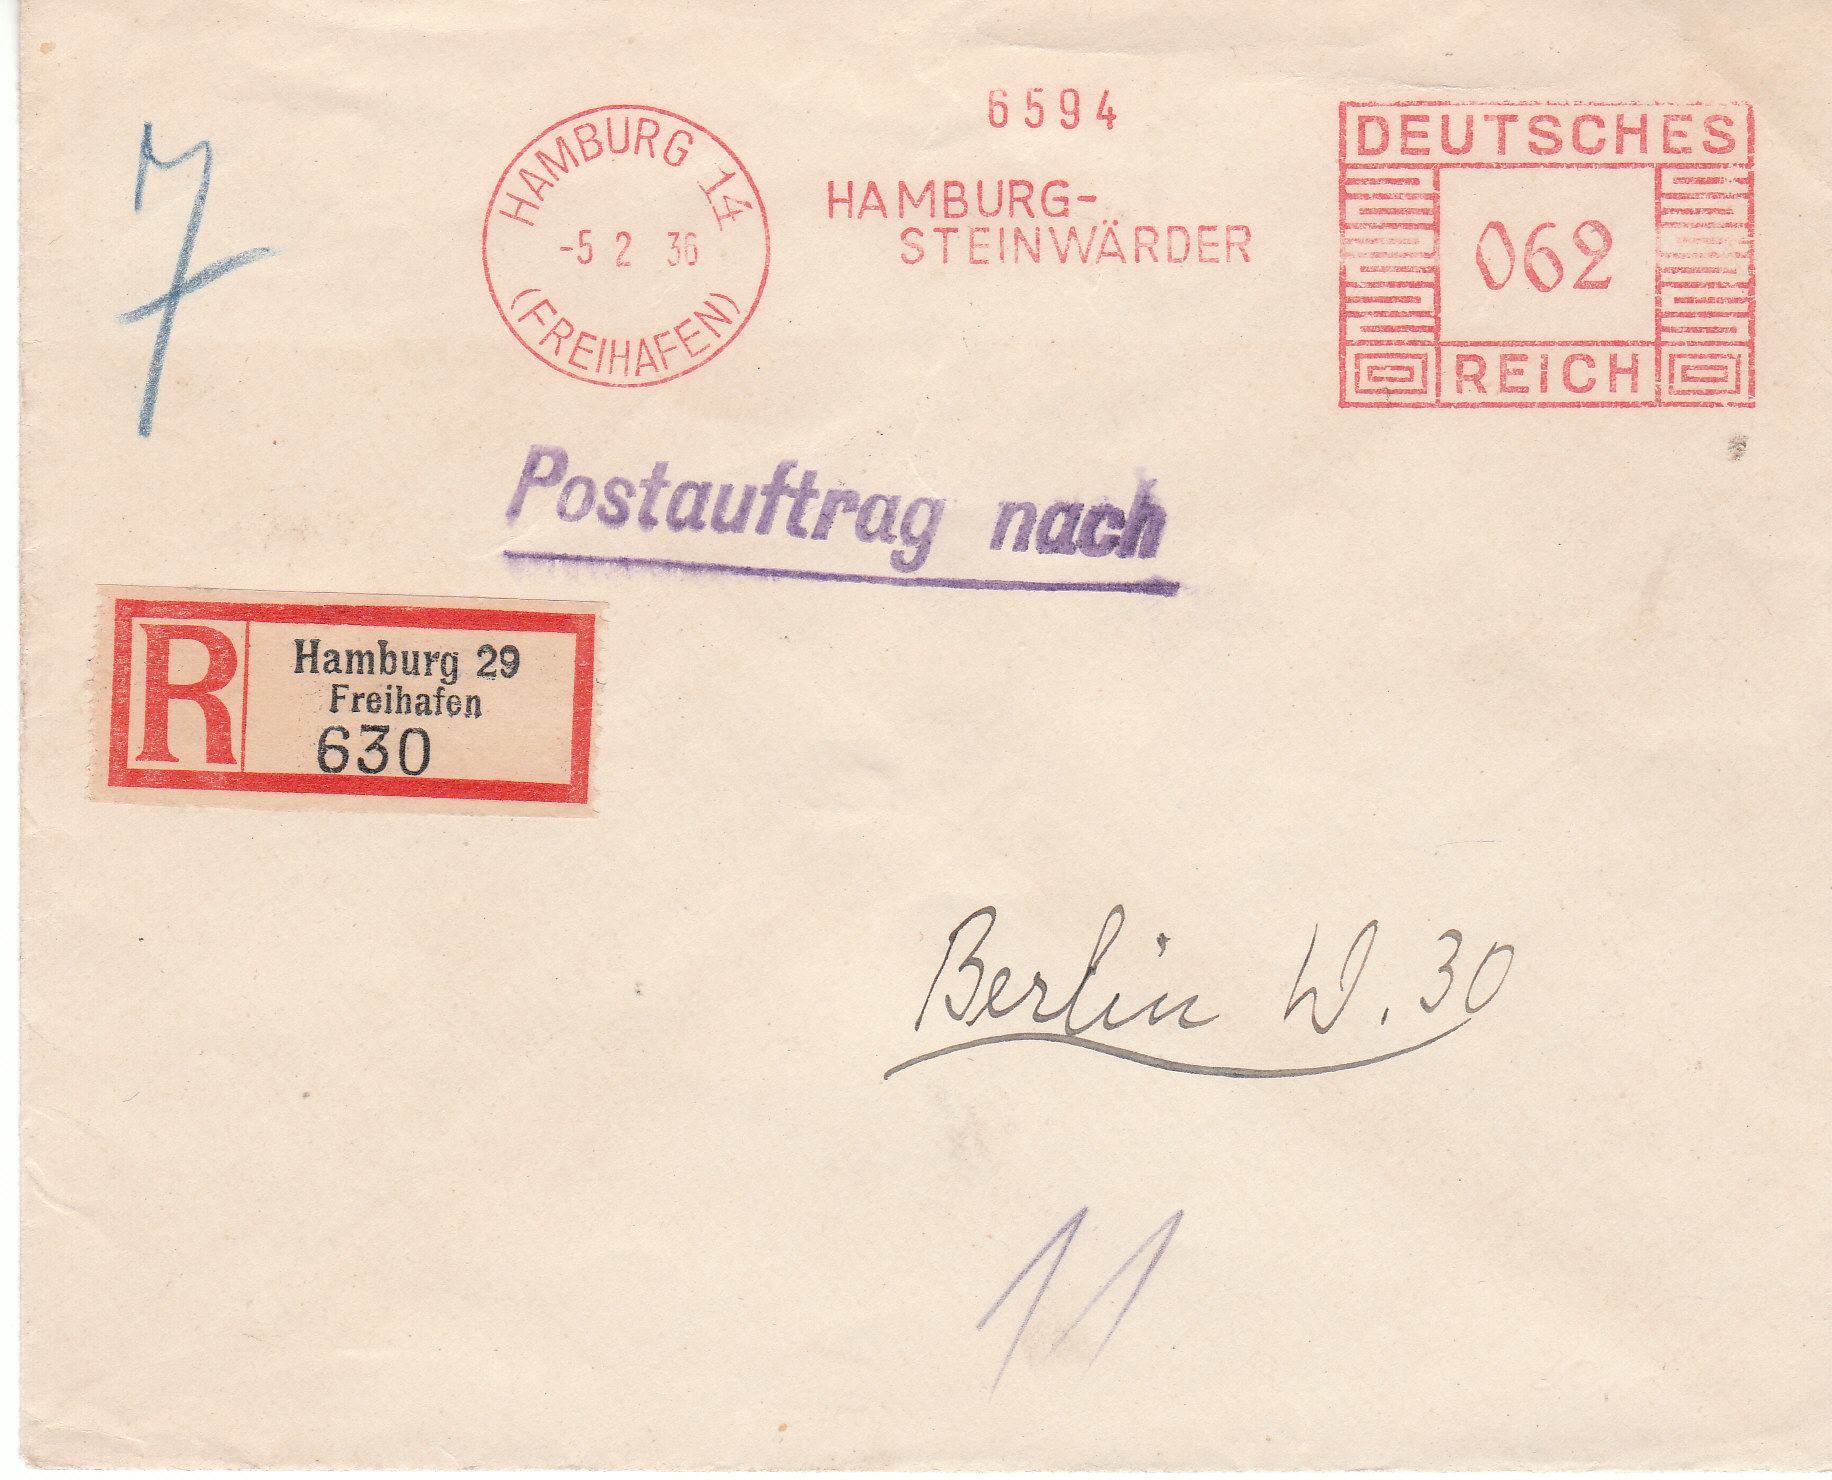 7
6594
HAMBURG 14
-5 2 36
(FREIHAFEN)
HAMBURG-
STEINWÄRDER
DEUTSCHES
062
REICH
Postauftrag nach
R
Hamburg 29
Freihafen
630
Berlin W. 30
11